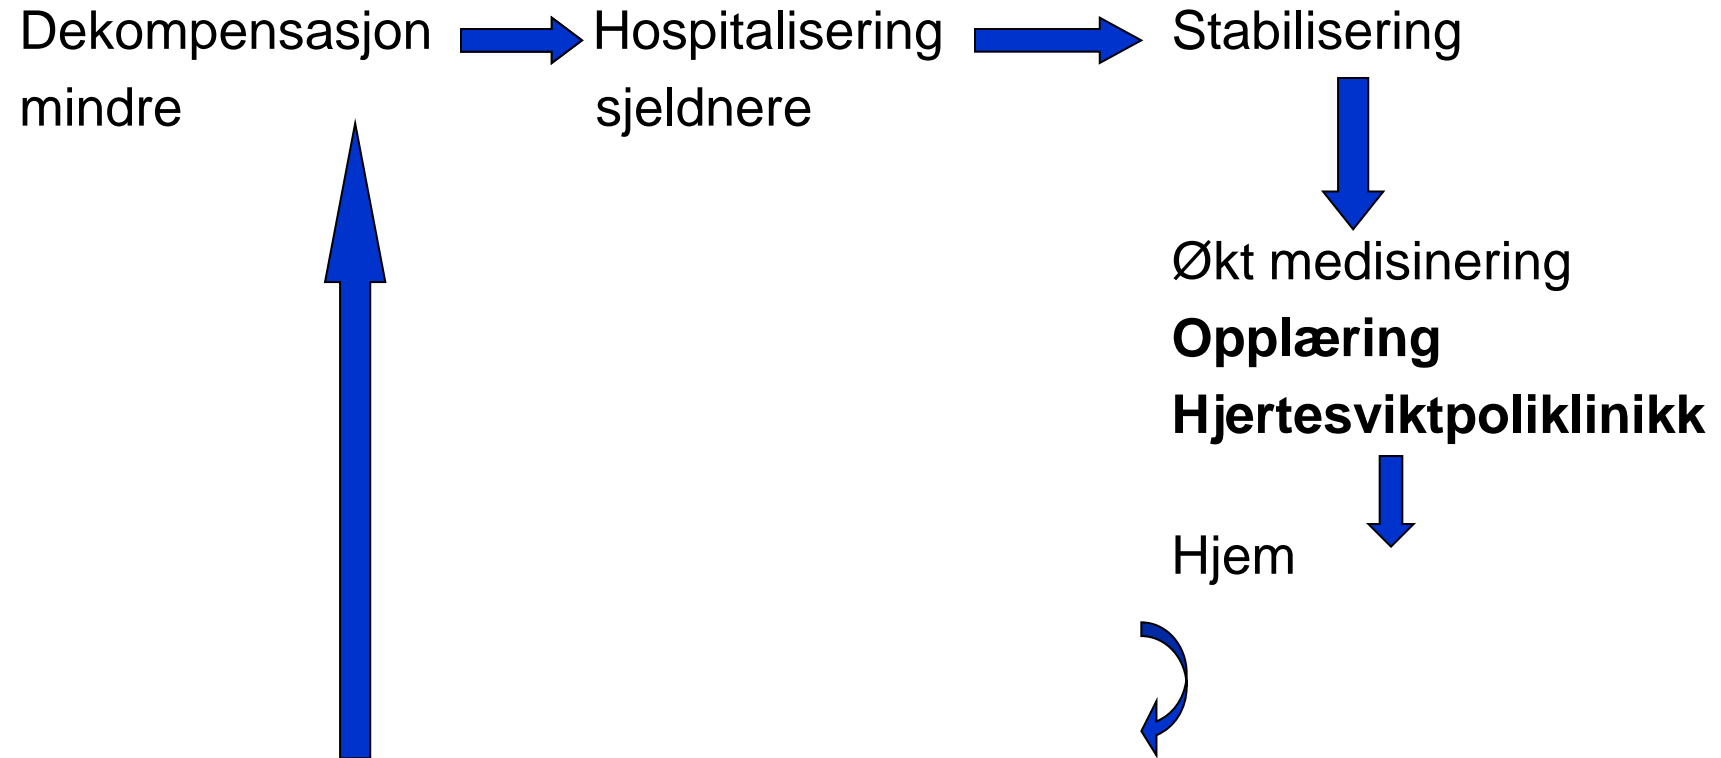 Dekompensasjon
mindre
Hospitalisering
sjeldnere
Stabilisering
Økt medisinering
Opplæring
Hjertesviktpoliklinikk
Hjem